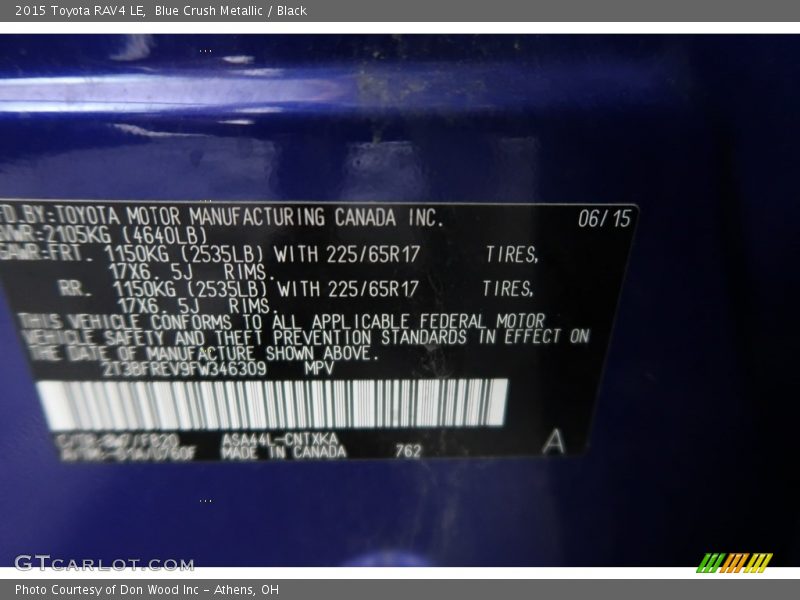 2015 Toyota RAV4 LE, Blue Crush Metallic / Black
FD.BY:TOYOTA MOTOR MANUFACTURING CANADA INC. 06/15
GVWR:2105KG (4640LB)
GAWR:FRT. 1150KG (2535LB) WITH 225/65R17 TIRES,
17X6.5J RIMS.
RR. 1150KG (2535LB) WITH 225/65R17 TIRES,
17X6.5J RIMS.
THIS VEHICLE CONFORMS TO ALL APPLICABLE FEDERAL MOTOR
VEHICLE SAFETY AND THEFT PREVENTION STANDARDS IN EFFECT ON
THE DATE OF MANUFACTURE SHOWN ABOVE.
2T3BFREV9FW346309 MPV
C/TR:8W7/FB20 ASA44L-CNTXKA A
MADE IN CANADA 762
GTCARLOT.COM
Photo Courtesy of Don Wood Inc - Athens, OH